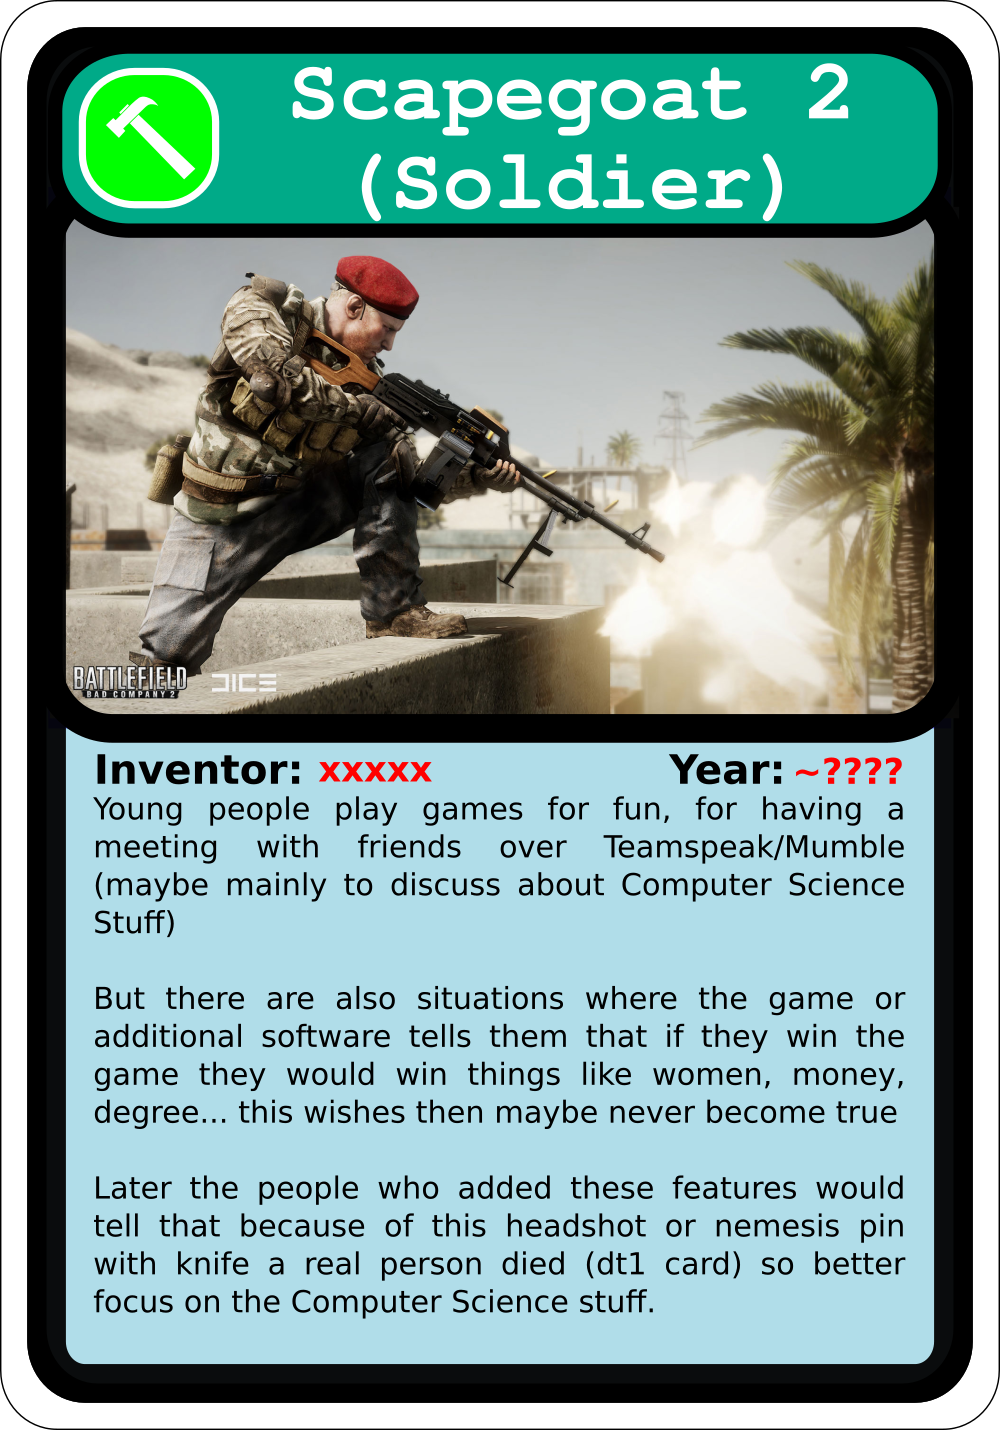 Scapegoat 2
(Soldier)
BATTLEFIELD
BAD COMPANY 2
DICE
Inventor: xxxxx Year: ~????
Young people play games for fun, for having a
meeting with friends over Teamspeak/Mumble
(maybe mainly to discuss about Computer Science
Stuff)
But there are also situations where the game or
additional software tells them that if they win the
game they would win things like women, money,
degree... this wishes then maybe never become true
Later the people who added these features would
tell that because of this headshot or nemesis pin
with knife a real person died (dt1 card) so better
focus on the Computer Science stuff.